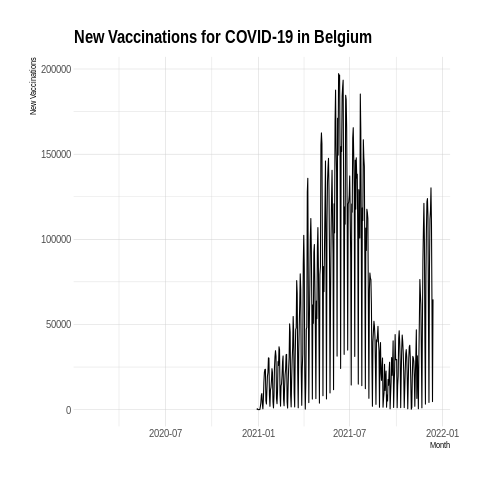 New Vaccinations for COVID-19 in Belgium
New Vaccinations
200000
150000
100000
50000
0
2020-07 2021-01 2021-07 2022-01
Month